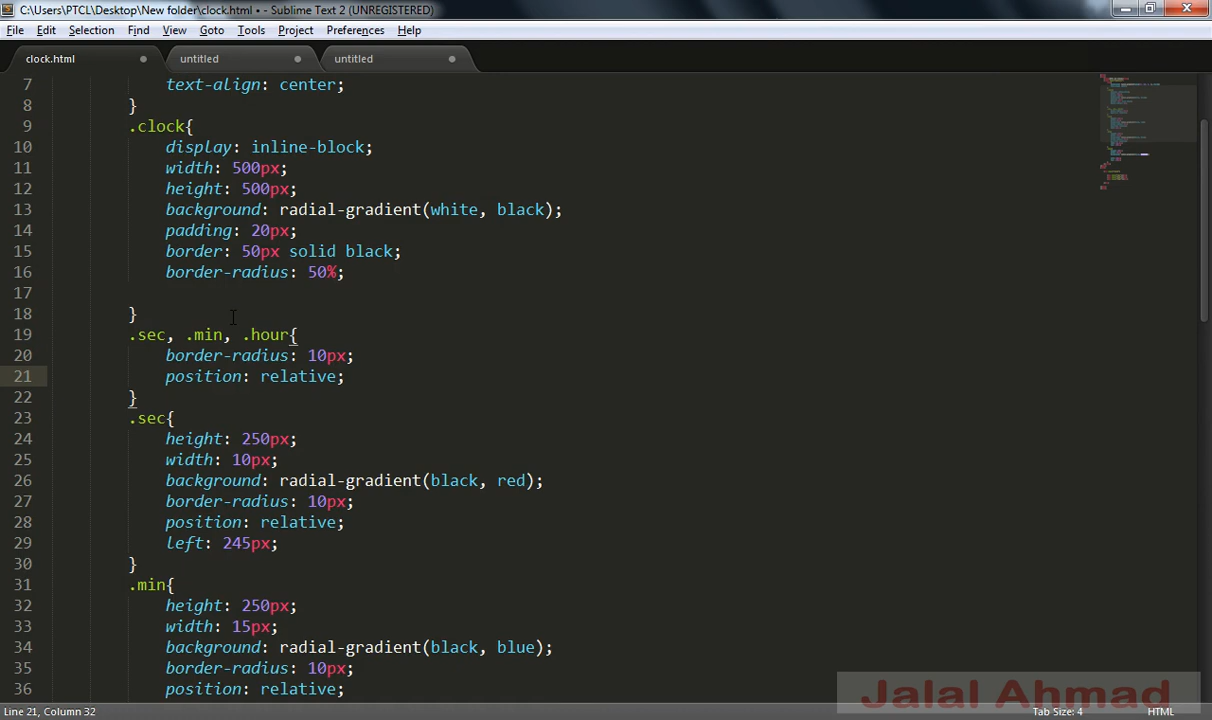 C:\Users\PTCL\Desktop\New folder\clock.html • - Sublime Text 2 (UNREGISTERED)
File Edit Selection Find View Goto Tools Project Preferences Help
clock.html untitled untitled
7 text-align: center;
8 }
9 .clock{
10 display: inline-block;
11 width: 500px;
12 height: 500px;
13 background: radial-gradient(white, black);
14 padding: 20px;
15 border: 50px solid black;
16 border-radius: 50%;
17
18 }
19 .sec, .min, .hour{
20 border-radius: 10px;
21 position: relative;
22 }
23 .sec{
24 height: 250px;
25 width: 10px;
26 background: radial-gradient(black, red);
27 border-radius: 10px;
28 position: relative;
29 left: 245px;
30 }
31 .min{
32 height: 250px;
33 width: 15px;
34 background: radial-gradient(black, blue);
35 border-radius: 10px;
36 position: relative;
Jalal Ahmad
Line 21, Column 32 Tab Size: 4 HTML